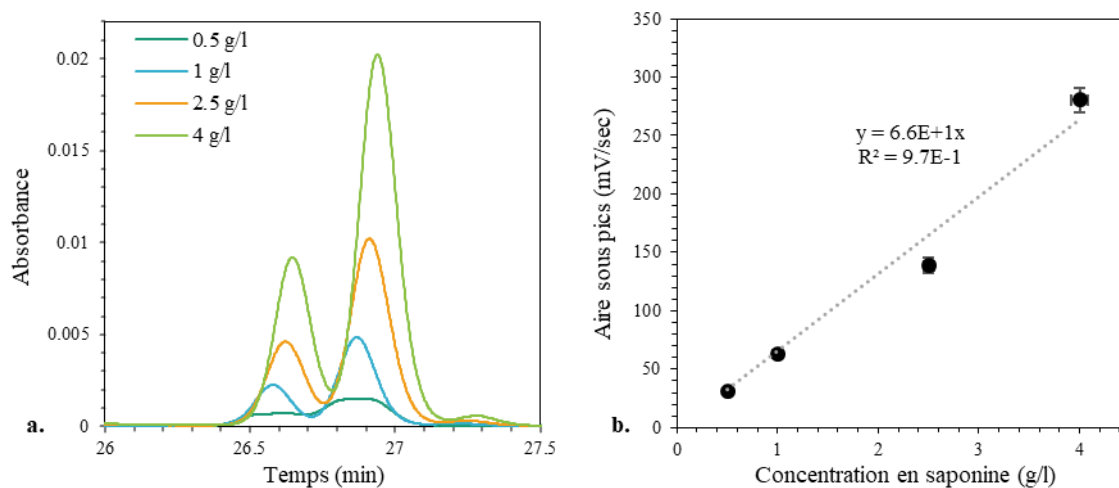 0.5 g/l
1 g/l
2.5 g/l
4 g/l
0.02
0.015
0.01
0.005
0
Absorbance
26
26.5
27
27.5
Temps (min)
a.
350
300
250
200
150
100
50
0
Aire sous pics (mV/sec)
y = 6.6E+1x
R² = 9.7E-1
0
1
2
3
4
Concentration en saponine (g/l)
b.